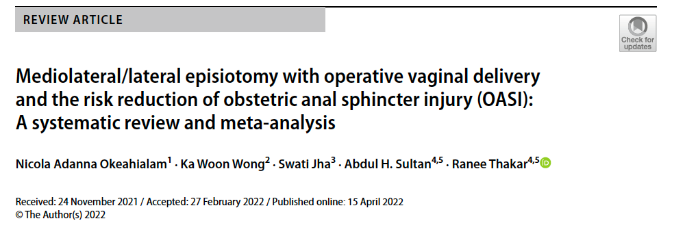 REVIEW ARTICLE
Check for
updates
Mediolateral/lateral episiotomy with operative vaginal delivery
and the risk reduction of obstetric anal sphincter injury (OASI):
A systematic review and meta-analysis
Nicola Adanna Okeahialam1 · Ka Woon Wong2 · Swati Jha3 · Abdul H. Sultan4,5 · Ranee Thakar4,5 iD
Received: 24 November 2021 / Accepted: 27 February 2022 / Published online: 15 April 2022
© The Author(s) 2022